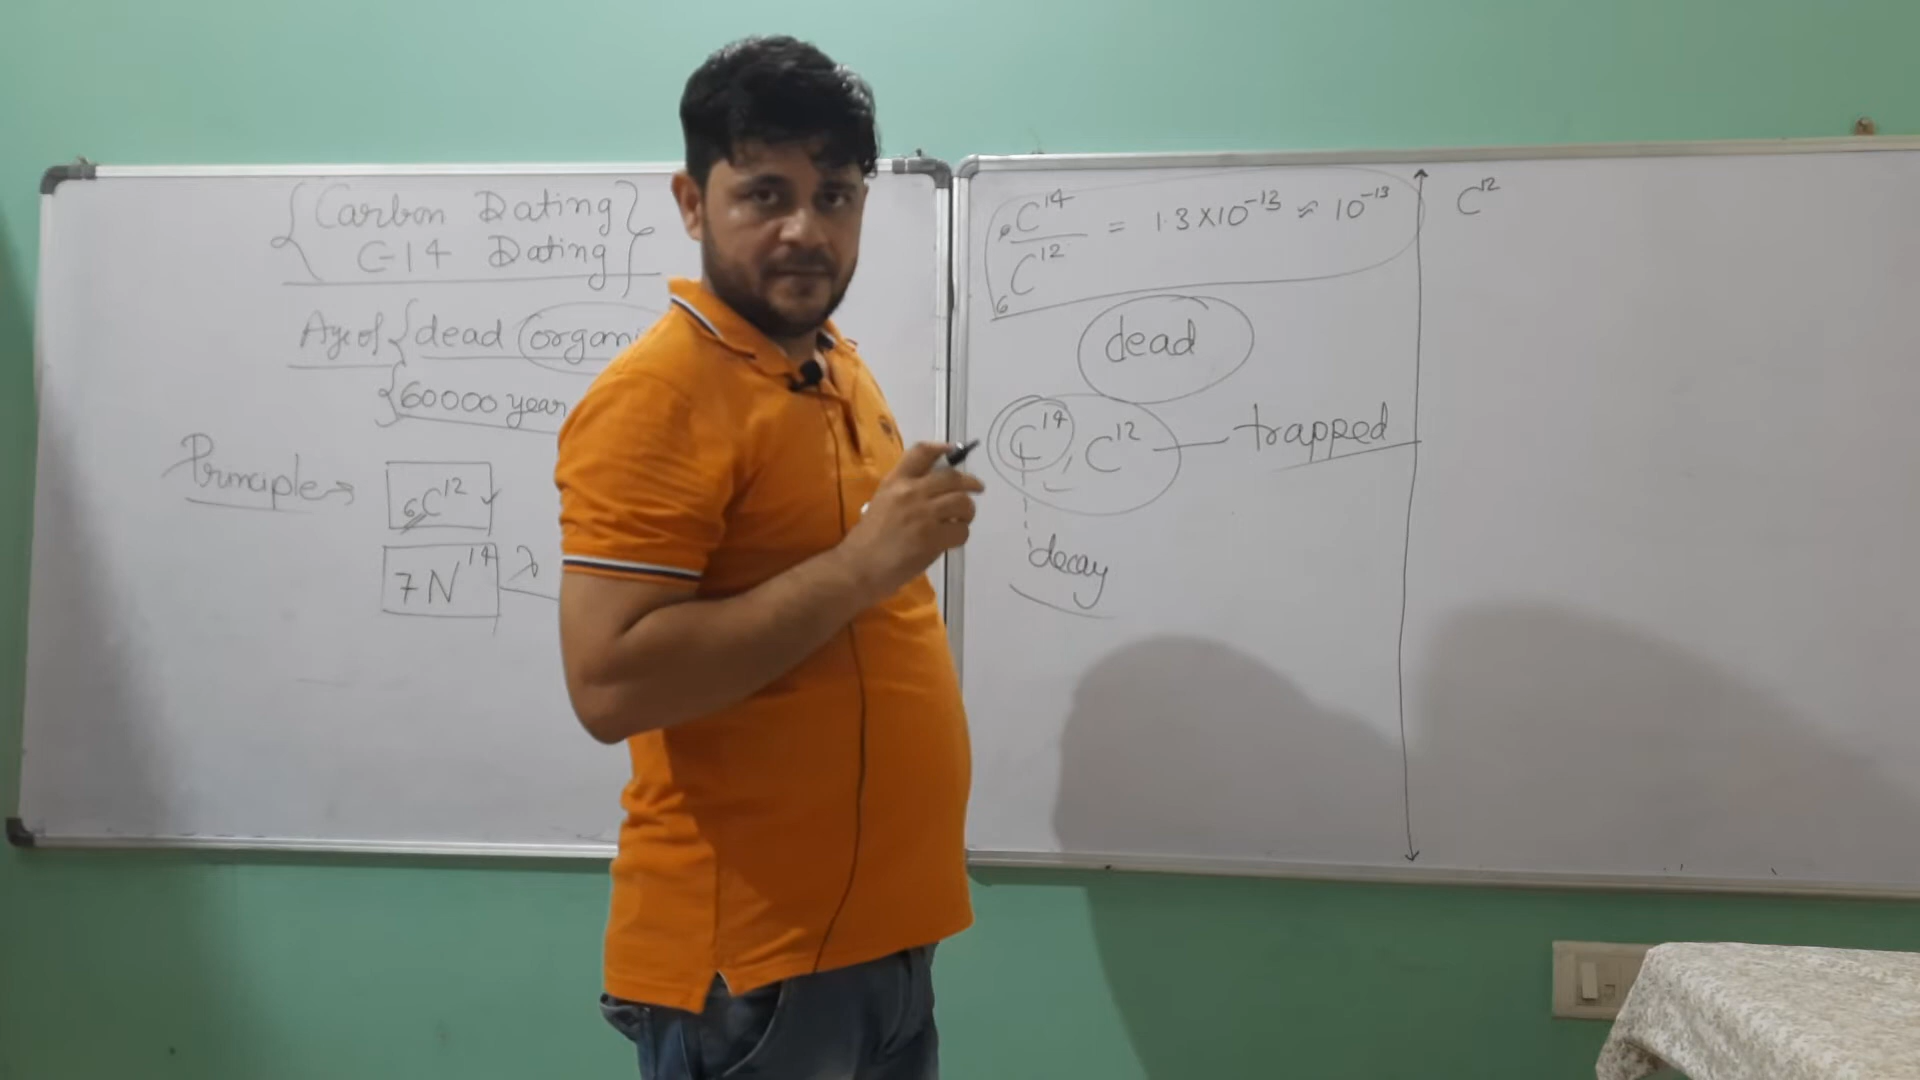 Carbon Dating
C-14 Dating
Age of { dead organi
{ 60000 year
Principle → ₆C¹²
7N¹⁴ λ
C¹⁴ / ₆C¹² = 1.3×10⁻¹³ ≈ 10⁻¹³
dead
C¹⁴, C¹² — trapped
decay
C¹²